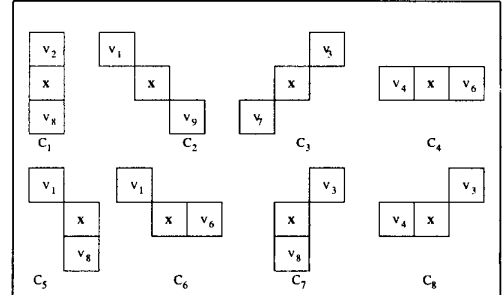 v₂ v₁ v₃
x x x v₄ x v₆
v₈ v₉ v₇
C₁ C₂ C₃ C₄
v₁ v₁ v₃ v₃
x x v₆ x v₄ x
v₈ v₈
C₅ C₆ C₇ C₈